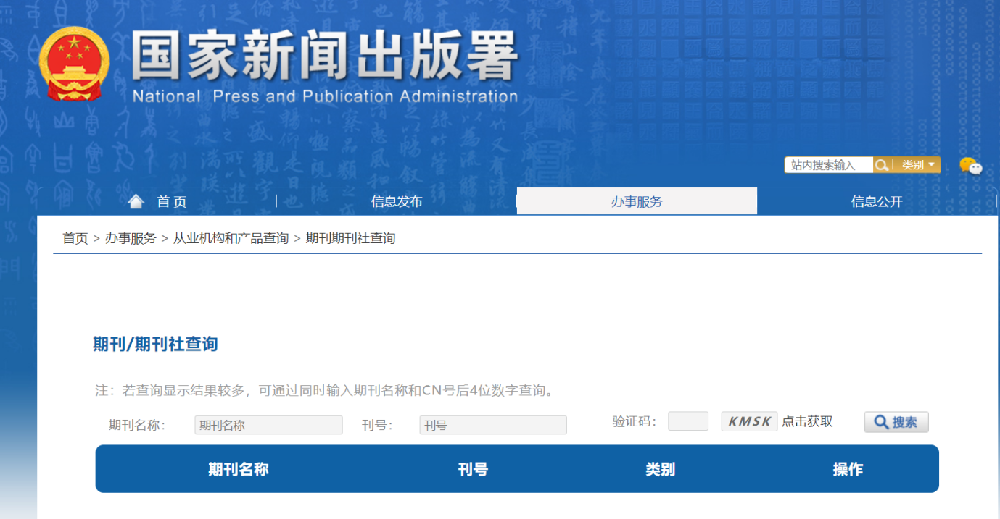 国家新闻出版署
National Press and Publication Administration
站内搜索输入 类别
首页 信息发布 办事服务 信息公开
首页 > 办事服务 > 从业机构和产品查询 > 期刊期刊社查询
期刊/期刊社查询
注：若查询显示结果较多，可通过同时输入期刊名称和CN号后4位数字查询。
期刊名称： 期刊名称 刊号： 刊号 验证码： KMSK 点击获取 搜索
期刊名称 刊号 类别 操作